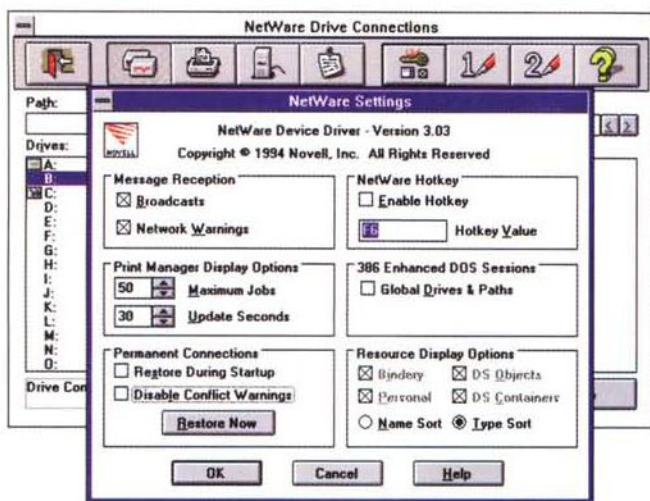 NetWare Drive Connections
Path:
Drives:
A:
B:
C:
D:
E:
F:
G:
H:
I:
J:
K:
L:
M:
N:
O:
Drive Con
NetWare Settings
NOVELL
NetWare Device Driver - Version 3.03
Copyright © 1994 Novell, Inc. All Rights Reserved
Message Reception
Broadcasts
Network Warnings
NetWare Hotkey
Enable Hotkey
F6 Hotkey Value
Print Manager Display Options
50 Maximum Jobs
30 Update Seconds
386 Enhanced DOS Sessions
Global Drives & Paths
Permanent Connections
Restore During Startup
Disable Conflict Warnings
Restore Now
Resource Display Options
Bindery DS Objects
Personal DS Containers
Name Sort Type Sort
OK Cancel Help
1 2